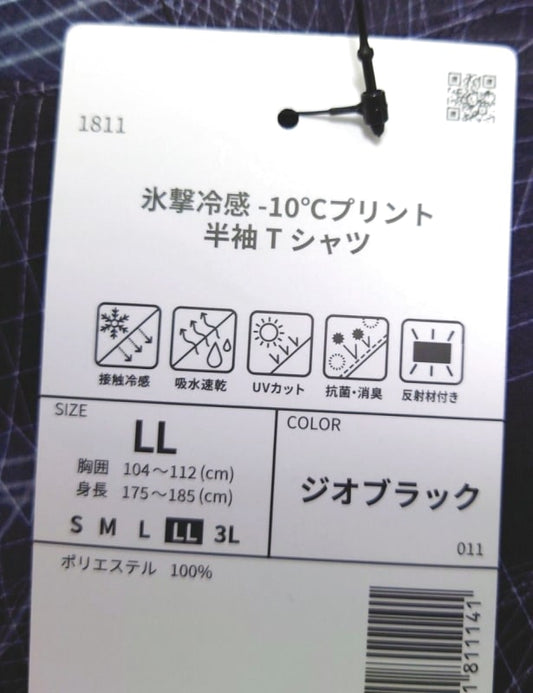 1811
氷撃冷感 -10℃プリント
半袖 T シャツ
接触冷感 吸水速乾 UVカット 抗菌・消臭 反射材付き
SIZE
LL
胸囲 104～112(cm)
身長 175～185(cm)
S M L LL 3L
COLOR
ジオブラック
011
ポリエステル 100%
1811141